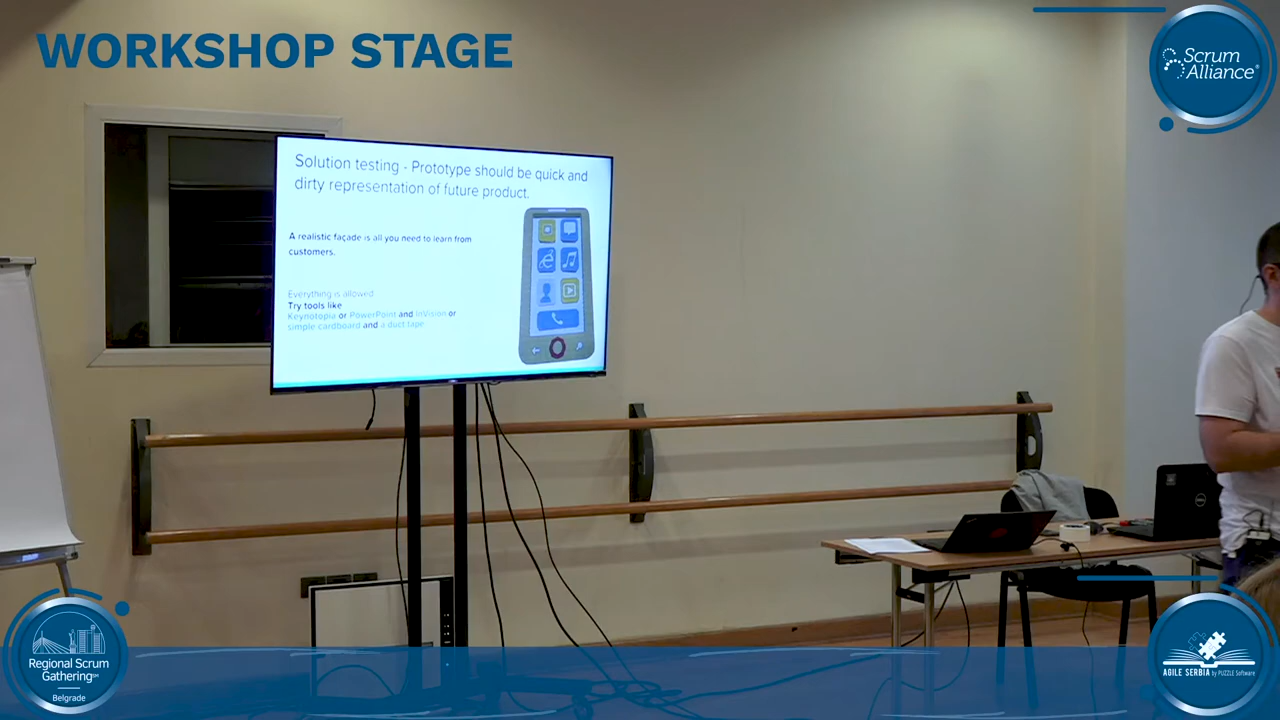 WORKSHOP STAGE
Scrum
Alliance®
Solution testing - Prototype should be quick and
dirty representation of future product.
A realistic façade is all you need to learn from
customers.
Everything is allowed
Try tools like
Keynotopia or PowerPoint and InVision or
simple cardboard and a duct tape.
DELL
Regional Scrum
Gathering℠
Belgrade
AGILE SERBIA by PUZZLE Software